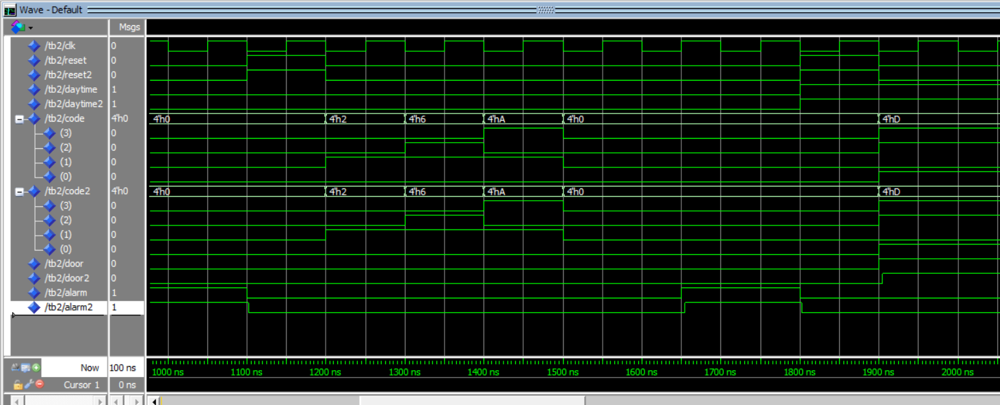 Wave - Default
Msgs
/tb2/clk 0
/tb2/reset 0
/tb2/reset2 0
/tb2/daytime 1
/tb2/daytime2 1
/tb2/code 4'h0 4'h0 4'h2 4'h6 4'hA 4'h0 4'hD
(3) 0
(2) 0
(1) 0
(0) 0
/tb2/code2 4'h0 4'h0 4'h2 4'h6 4'hA 4'h0 4'hD
(3) 0
(2) 0
(1) 0
(0) 0
/tb2/door 0
/tb2/door2 0
/tb2/alarm 1
/tb2/alarm2 1
Now 100 ns 1000 ns 1100 ns 1200 ns 1300 ns 1400 ns 1500 ns 1600 ns 1700 ns 1800 ns 1900 ns 2000 ns
Cursor 1 0 ns